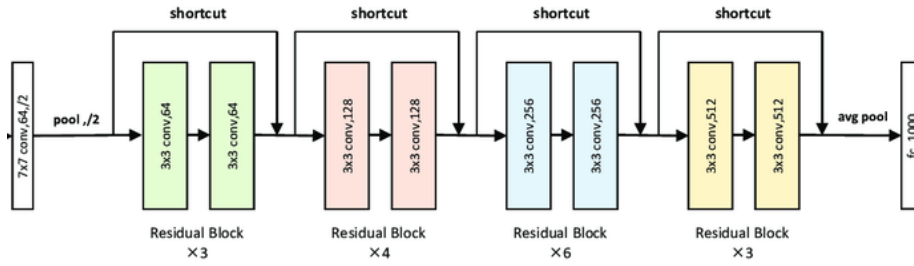 shortcut
shortcut
shortcut
shortcut
7x7 conv,64,/2
pool ,/2
3x3 conv,64
3x3 conv,64
3x3 conv,128
3x3 conv,128
3x3 conv,256
3x3 conv,256
3x3 conv,512
3x3 conv,512
avg pool
fc 1000
Residual Block
×3
Residual Block
×4
Residual Block
×6
Residual Block
×3